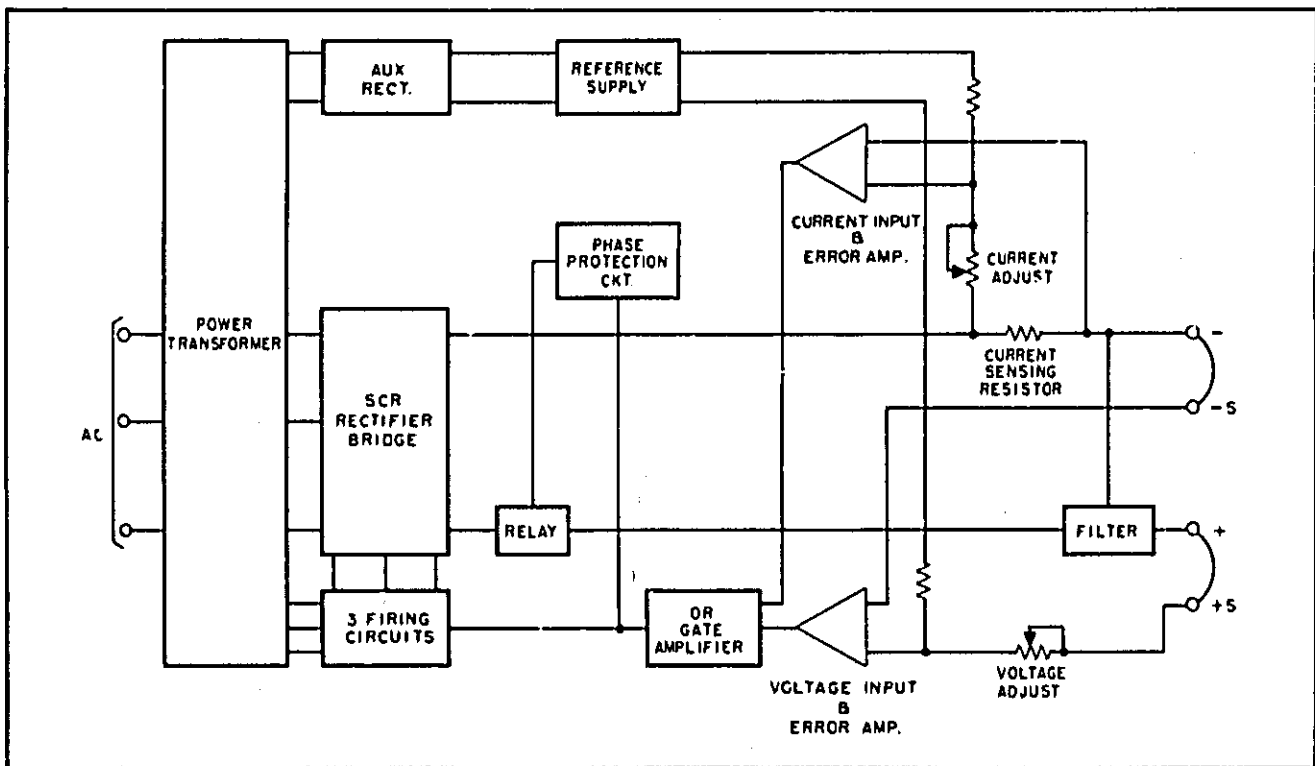 AUX
RECT.
REFERENCE
SUPPLY
CURRENT INPUT
&
ERROR AMP.
PHASE
PROTECTION
CKT.
CURRENT
ADJUST
POWER
TRANSFORMER
-
CURRENT
SENSING
RESISTOR
SCR
RECTIFIER
BRIDGE
-S
AC
RELAY
FILTER
+
3 FIRING
CIRCUITS
OR
GATE
AMPLIFIER
+S
VOLTAGE
ADJUST
VOLTAGE INPUT
&
ERROR AMP.